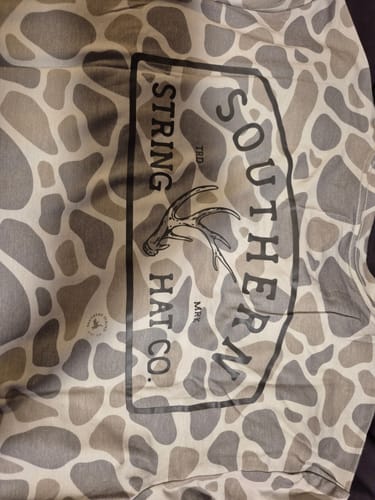 SOUTHERN
TRD MRK
STRING HAT CO.